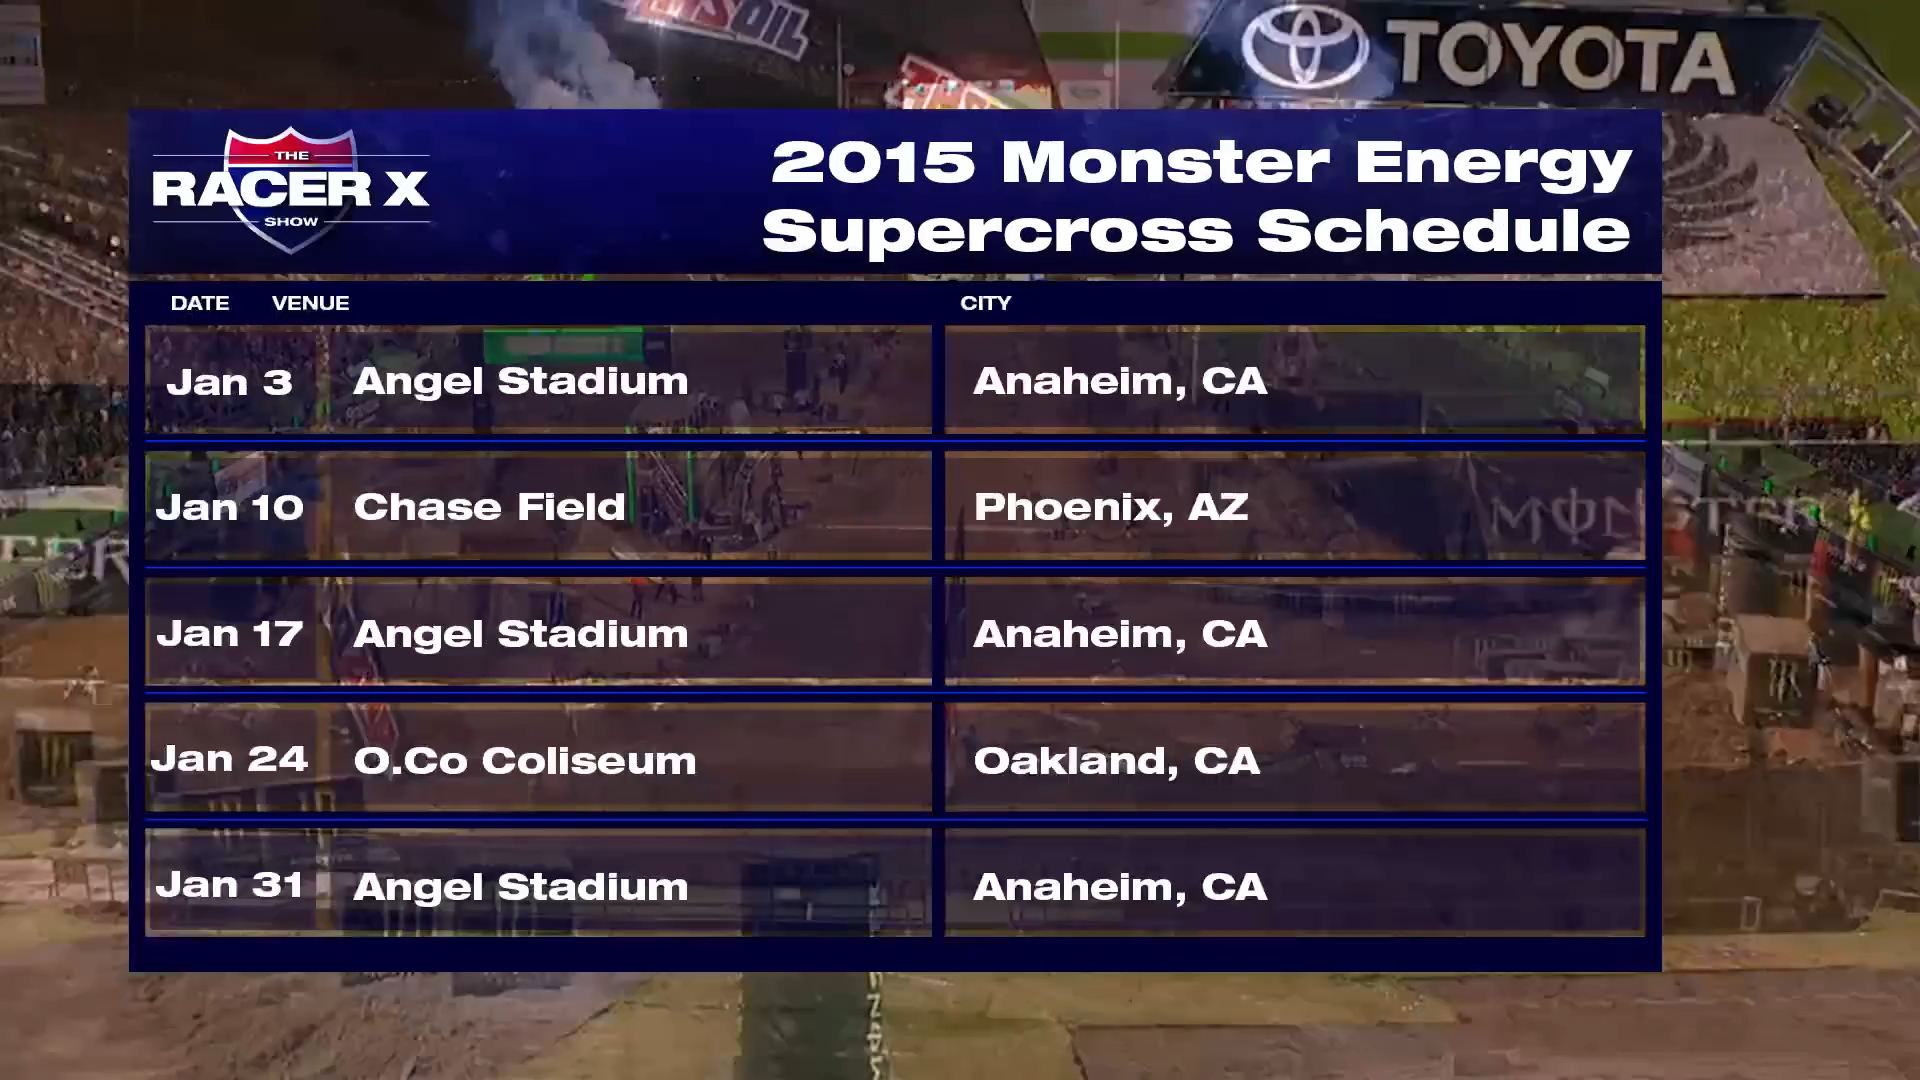 AMSOIL
TOYOTA
THE
RACER X
SHOW
2015 Monster Energy
Supercross Schedule
DATE VENUE CITY
Jan 3 Angel Stadium Anaheim, CA
Jan 10 Chase Field Phoenix, AZ
Jan 17 Angel Stadium Anaheim, CA
Jan 24 O.Co Coliseum Oakland, CA
Jan 31 Angel Stadium Anaheim, CA
MONSTER